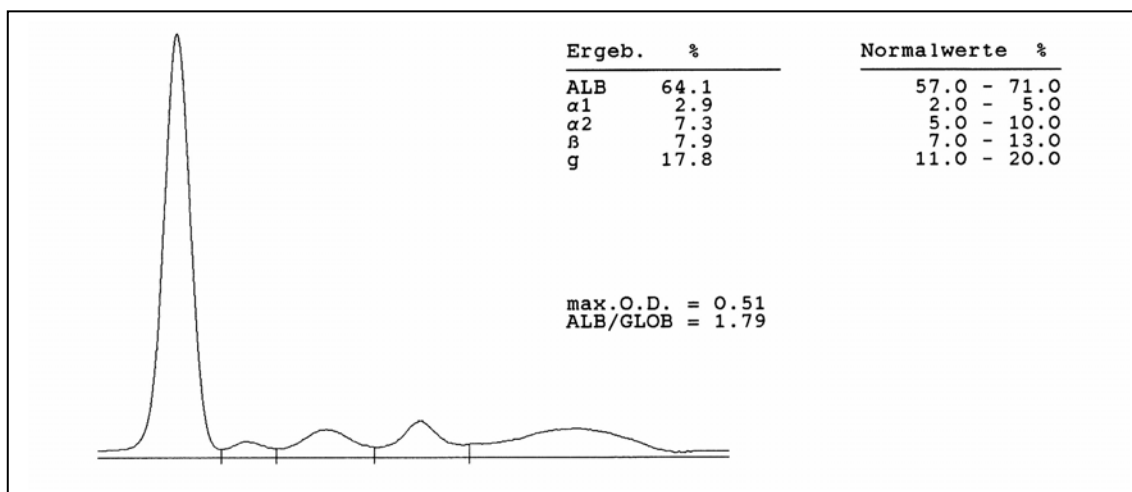 Ergeb. %
ALB 64.1
α1 2.9
α2 7.3
ß 7.9
g 17.8
Normalwerte %
57.0 - 71.0
2.0 - 5.0
5.0 - 10.0
7.0 - 13.0
11.0 - 20.0
max.O.D. = 0.51
ALB/GLOB = 1.79